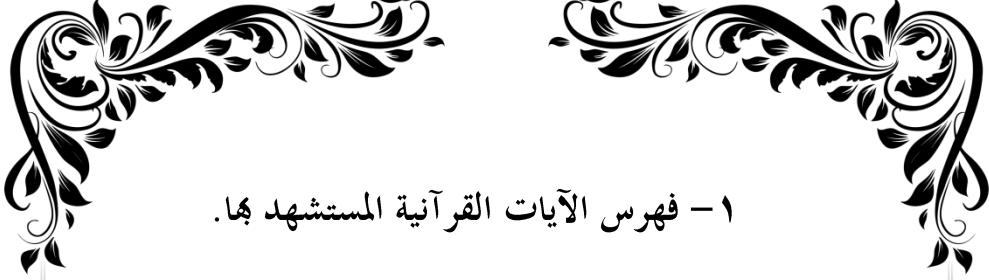 ١- فهرس الآيات القرآنية المستشهد بها.